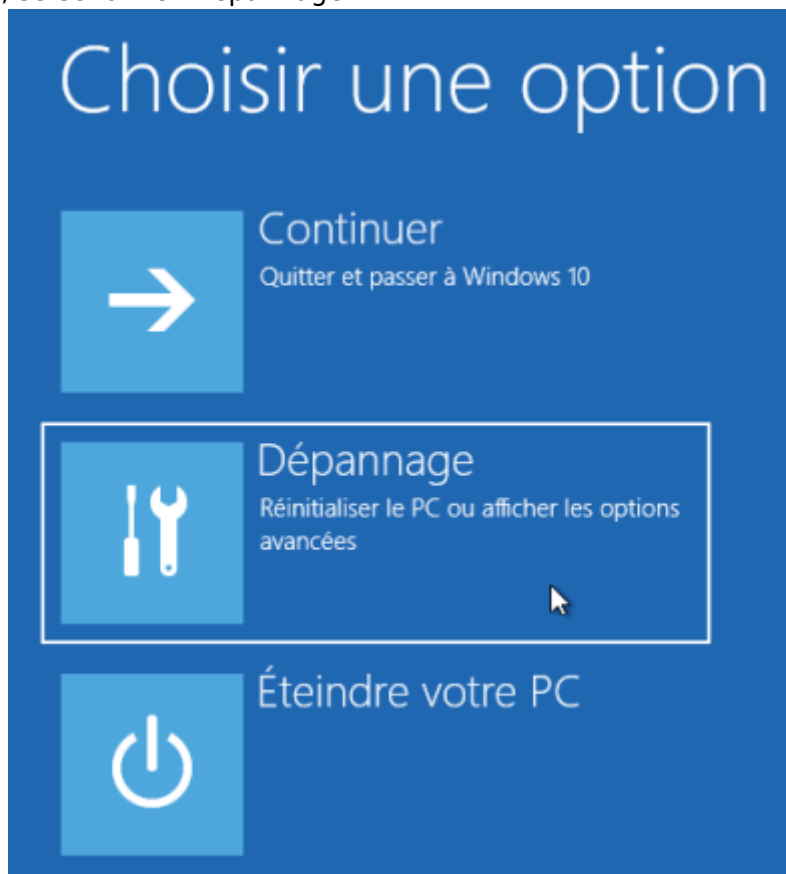 Choisir une option
Continuer
Quitter et passer à Windows 10
Dépannage
Réinitialiser le PC ou afficher les options
avancées
Éteindre votre PC